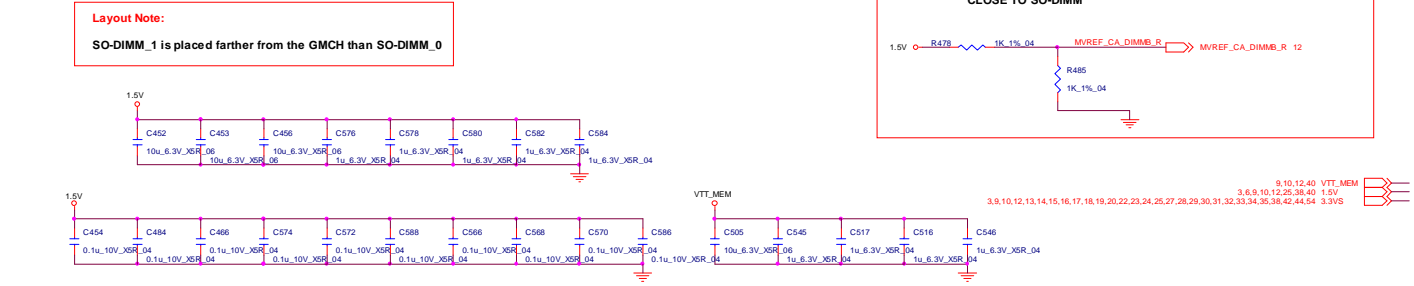 CLOSE TO SO-DIMM
Layout Note:
SO-DIMM_1 is placed farther from the GMCH than SO-DIMM_0
1.5V R478 1K_1%_04 MVREF_CA_DIMMB_R MVREF_CA_DIMMB_R 12
R485
1K_1%_04
1.5V
C452 C453 C456 C576 C578 C580 C582 C584
10u_6.3V_X5R_06 10u_6.3V_X5R_06 1u_6.3V_X5R_04 1u_6.3V_X5R_04
10u_6.3V_X5R_06 1u_6.3V_X5R_04 1u_6.3V_X5R_04 1u_6.3V_X5R_04
9,10,12,40 VTT_MEM
3,6,9,10,12,25,38,40 1.5V
3,9,10,12,13,14,15,16,17,18,19,20,22,23,24,25,27,28,29,30,31,32,33,34,35,38,42,44,54 3.3VS
1.5V
C454 C484 C466 C574 C572 C588 C566 C568 C570 C586
0.1u_10V_X5R_04 0.1u_10V_X5R_04 0.1u_10V_X5R_04 0.1u_10V_X5R_04 0.1u_10V_X5R_04
0.1u_10V_X5R_04 0.1u_10V_X5R_04 0.1u_10V_X5R_04 0.1u_10V_X5R_04 0.1u_10V_X5R_04
VTT_MEM
C505 C545 C517 C516 C546
10u_6.3V_X5R_06 1u_6.3V_X5R_04 1u_6.3V_X5R_04
1u_6.3V_X5R_04 1u_6.3V_X5R_04